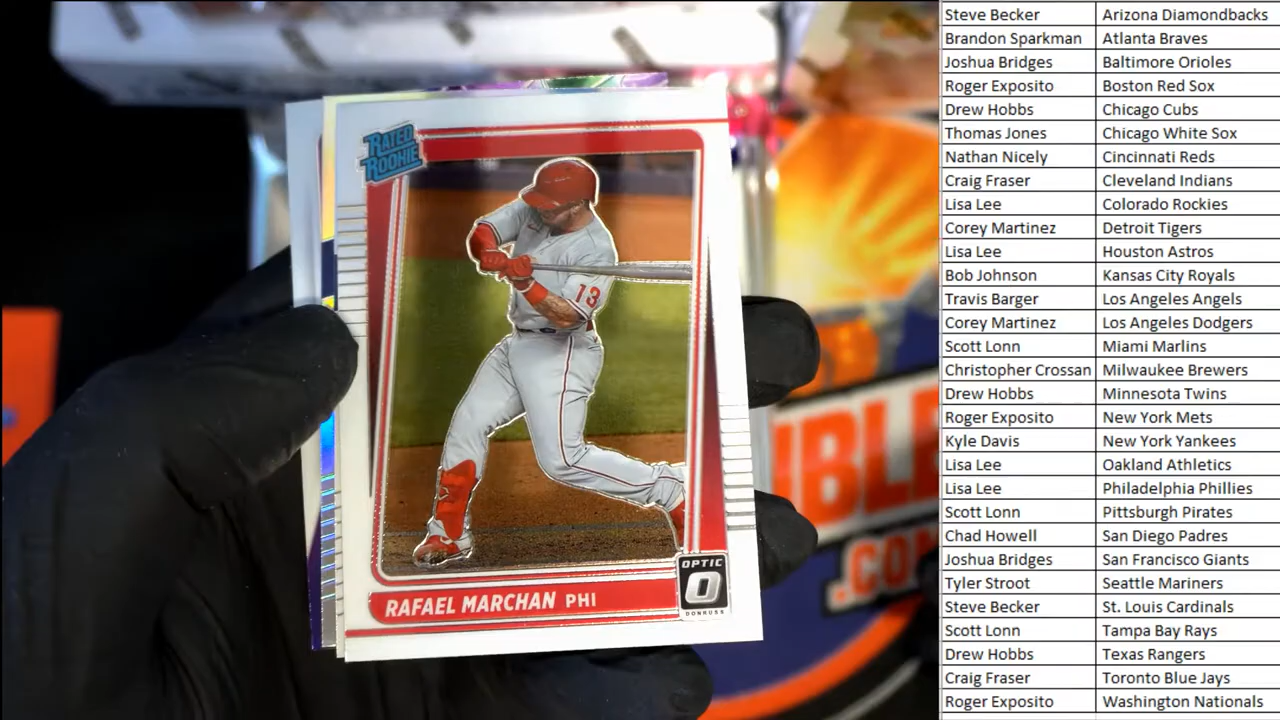 RATED
ROOKIE
13
RAFAEL MARCHAN PHI
OPTIC
DONRUSS
.CO
Steve Becker Arizona Diamondbacks
Brandon Sparkman Atlanta Braves
Joshua Bridges Baltimore Orioles
Roger Exposito Boston Red Sox
Drew Hobbs Chicago Cubs
Thomas Jones Chicago White Sox
Nathan Nicely Cincinnati Reds
Craig Fraser Cleveland Indians
Lisa Lee Colorado Rockies
Corey Martinez Detroit Tigers
Lisa Lee Houston Astros
Bob Johnson Kansas City Royals
Travis Barger Los Angeles Angels
Corey Martinez Los Angeles Dodgers
Scott Lonn Miami Marlins
Christopher Crossan Milwaukee Brewers
Drew Hobbs Minnesota Twins
Roger Exposito New York Mets
Kyle Davis New York Yankees
Lisa Lee Oakland Athletics
Lisa Lee Philadelphia Phillies
Scott Lonn Pittsburgh Pirates
Chad Howell San Diego Padres
Joshua Bridges San Francisco Giants
Tyler Stroot Seattle Mariners
Steve Becker St. Louis Cardinals
Scott Lonn Tampa Bay Rays
Drew Hobbs Texas Rangers
Craig Fraser Toronto Blue Jays
Roger Exposito Washington Nationals